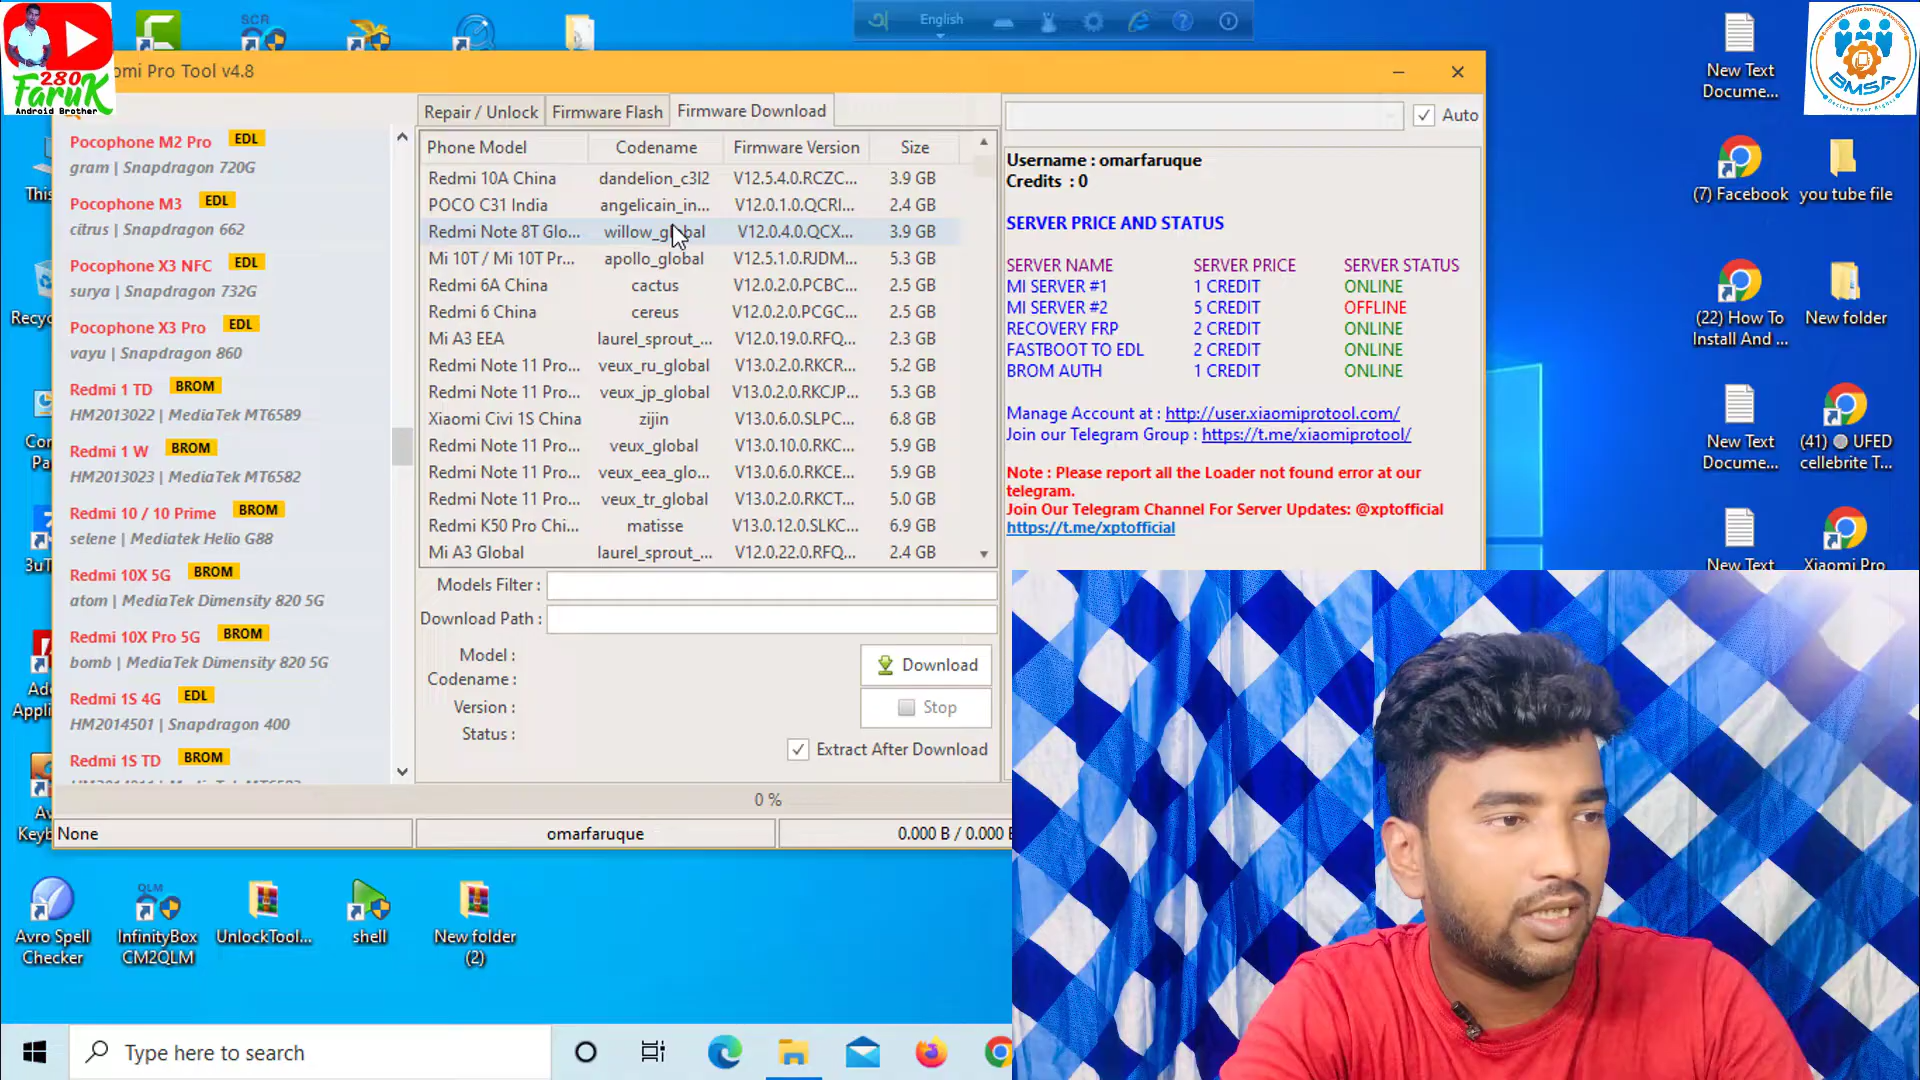 280
FaruK
Android Brother
SCR
English
omi Pro Tool v4.8
New Text
Docume...
BMSA
Repair / Unlock
Firmware Flash
Firmware Download
Auto
Phone Model Codename Firmware Version Size
Redmi 10A China dandelion_c3l2 V12.5.4.0.RCZC... 3.9 GB
POCO C31 India angelicain_in... V12.0.1.0.QCRI... 2.4 GB
Redmi Note 8T Glo... willow_global V12.0.4.0.QCX... 3.9 GB
Mi 10T / Mi 10T Pr... apollo_global V12.5.1.0.RJDM... 5.3 GB
Redmi 6A China cactus V12.0.2.0.PCBC... 2.5 GB
Redmi 6 China cereus V12.0.2.0.PCGC... 2.5 GB
Mi A3 EEA laurel_sprout_... V12.0.19.0.RFQ... 2.3 GB
Redmi Note 11 Pro... veux_ru_global V13.0.2.0.RKCR... 5.2 GB
Redmi Note 11 Pro... veux_jp_global V13.0.2.0.RKCJP... 5.3 GB
Xiaomi Civi 1S China zijin V13.0.6.0.SLPC... 6.8 GB
Redmi Note 11 Pro... veux_global V13.0.10.0.RKC... 5.9 GB
Redmi Note 11 Pro... veux_eea_glo... V13.0.6.0.RKCE... 5.9 GB
Redmi Note 11 Pro... veux_tr_global V13.0.2.0.RKCT... 5.0 GB
Redmi K50 Pro Chi... matisse V13.0.12.0.SLKC... 6.9 GB
Mi A3 Global laurel_sprout_... V12.0.22.0.RFQ... 2.4 GB
Models Filter :
Download Path :
Model :
Codename :
Version :
Status :
Download
Stop
Extract After Download
0 %
None
omarfaruque
0.000 B / 0.000
Pocophone M2 Pro EDL
gram | Snapdragon 720G
Pocophone M3 EDL
citrus | Snapdragon 662
Pocophone X3 NFC EDL
surya | Snapdragon 732G
Pocophone X3 Pro EDL
vayu | Snapdragon 860
Redmi 1 TD BROM
HM2013022 | MediaTek MT6589
Redmi 1 W BROM
HM2013023 | MediaTek MT6582
Redmi 10 / 10 Prime BROM
selene | Mediatek Helio G88
Redmi 10X 5G BROM
atom | MediaTek Dimensity 820 5G
Redmi 10X Pro 5G BROM
bomb | MediaTek Dimensity 820 5G
Redmi 1S 4G EDL
HM2014501 | Snapdragon 400
Redmi 1S TD BROM
Username : omarfaruque
Credits : 0
SERVER PRICE AND STATUS
SERVER NAME SERVER PRICE SERVER STATUS
MI SERVER #1 1 CREDIT ONLINE
MI SERVER #2 5 CREDIT OFFLINE
RECOVERY FRP 2 CREDIT ONLINE
FASTBOOT TO EDL 2 CREDIT ONLINE
BROM AUTH 1 CREDIT ONLINE
Manage Account at : http://user.xiaomiprotool.com/
Join our Telegram Group : https://t.me/xiaomiprotool/
Note : Please report all the Loader not found error at our
telegram.
Join Our Telegram Channel For Server Updates: @xptofficial
https://t.me/xptofficial
(7) Facebook
you tube file
(22) How To
Install And ...
New folder
New Text
Docume...
(41) UFED
cellebrite T...
New Text
Xiaomi Pro
This
Recyc
Con
Pa
3uT
Ado
Appli
Av
Keyb
Avro Spell
Checker
QLM
InfinityBox
CM2QLM
UnlockTool...
shell
New folder
(2)
Type here to search